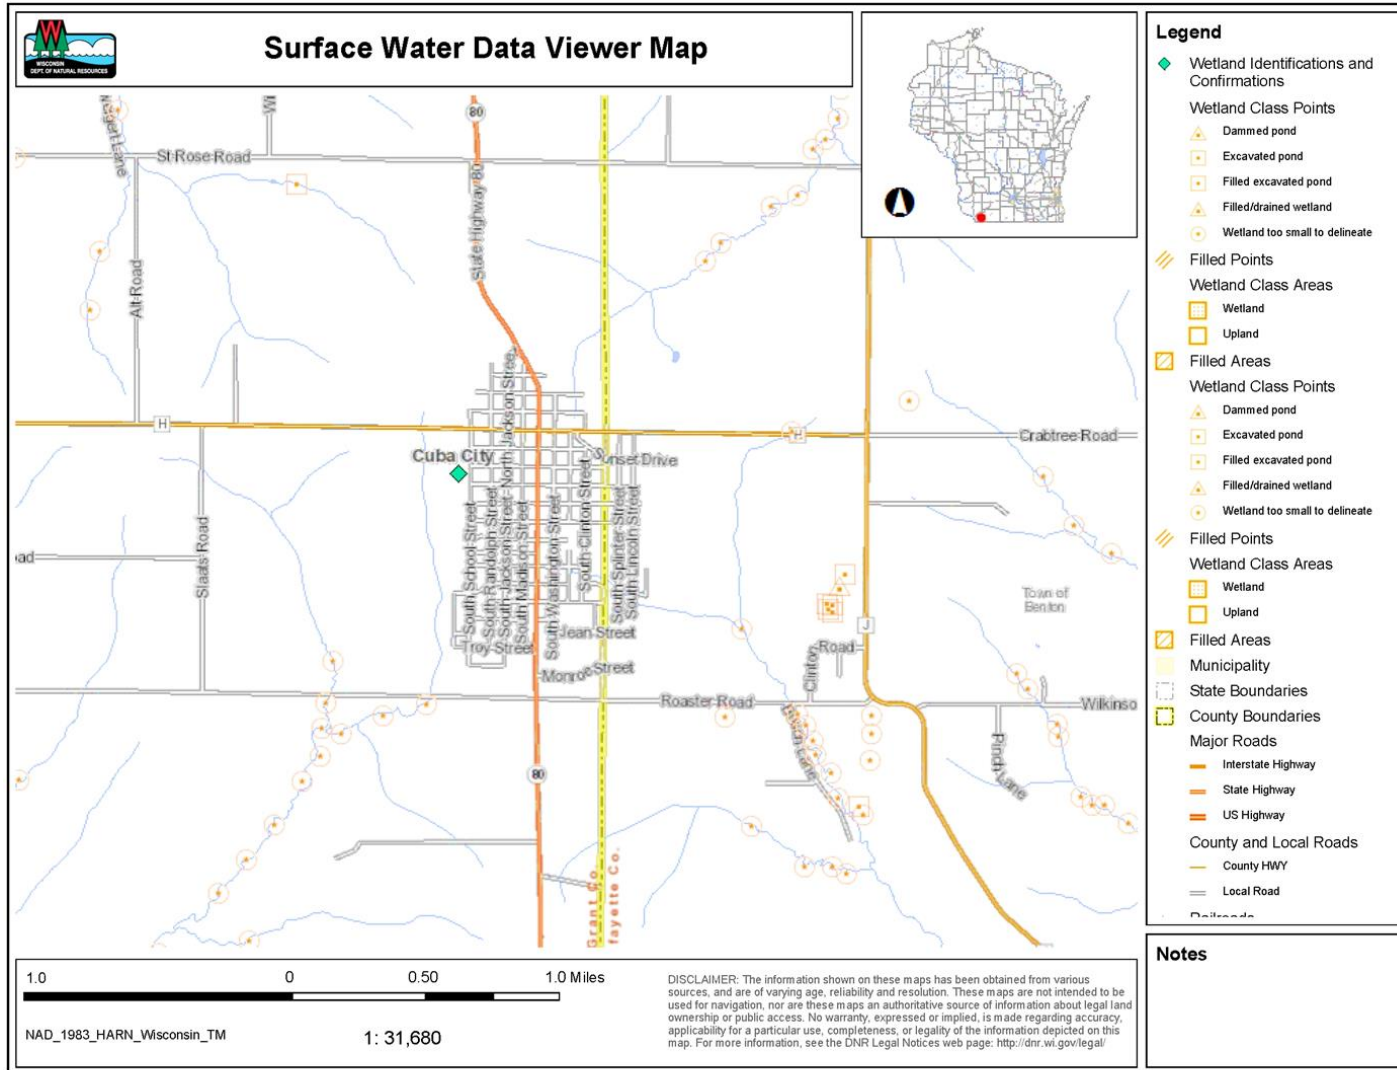 WISCONSIN
DEPT. OF NATURAL RESOURCES
Surface Water Data Viewer Map
80
St Rose Road
State Highway 80
Alt Road
H
H
Crabtree Road
Cuba City
Sunset Drive
North Jackson Street
South School Street
South Randolph Street
South Jackson Street
South Madison Street
South Washington Street
South Clinton Street
South Splinter Street
South Lincoln Street
Slaats Road
Town of
Benton
J
Jean Street
Troy Street
Monroe Street
Clinton
Road
Roaster Road
Wilkinso
Pinch Lane
80
Grant Co.
fayette Co.
Legend
Wetland Identifications and
Confirmations
Wetland Class Points
Dammed pond
Excavated pond
Filled excavated pond
Filled/drained wetland
Wetland too small to delineate
Filled Points
Wetland Class Areas
Wetland
Upland
Filled Areas
Wetland Class Points
Dammed pond
Excavated pond
Filled excavated pond
Filled/drained wetland
Wetland too small to delineate
Filled Points
Wetland Class Areas
Wetland
Upland
Filled Areas
Municipality
State Boundaries
County Boundaries
Major Roads
Interstate Highway
State Highway
US Highway
County and Local Roads
County HWY
Local Road
Railroads
Notes
1.0 0 0.50 1.0 Miles
NAD_1983_HARN_Wisconsin_TM
1: 31,680
DISCLAIMER: The information shown on these maps has been obtained from various
sources, and are of varying age, reliability and resolution. These maps are not intended to be
used for navigation, nor are these maps an authoritative source of information about legal land
ownership or public access. No warranty, expressed or implied, is made regarding accuracy,
applicability for a particular use, completeness, or legality of the information depicted on this
map. For more information, see the DNR Legal Notices web page: http://dnr.wi.gov/legal/